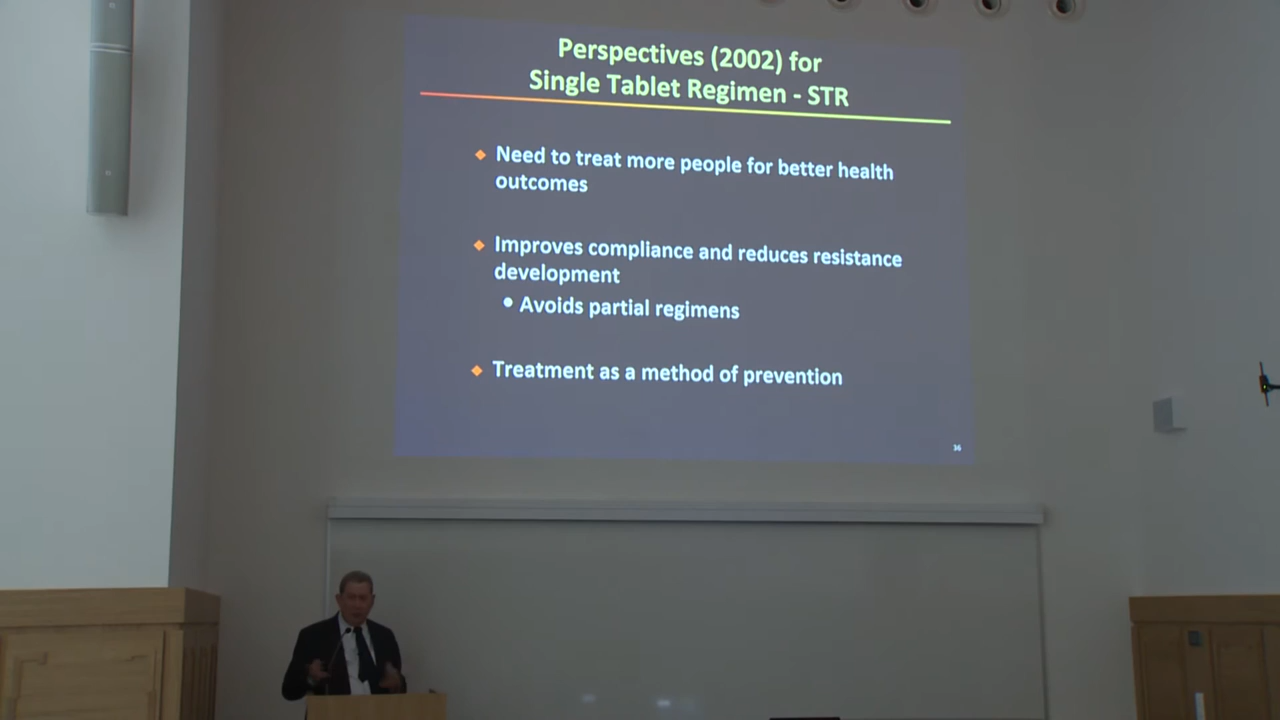 Perspectives (2002) for
Single Tablet Regimen - STR
Need to treat more people for better health
outcomes
Improves compliance and reduces resistance
development
Avoids partial regimens
Treatment as a method of prevention
36